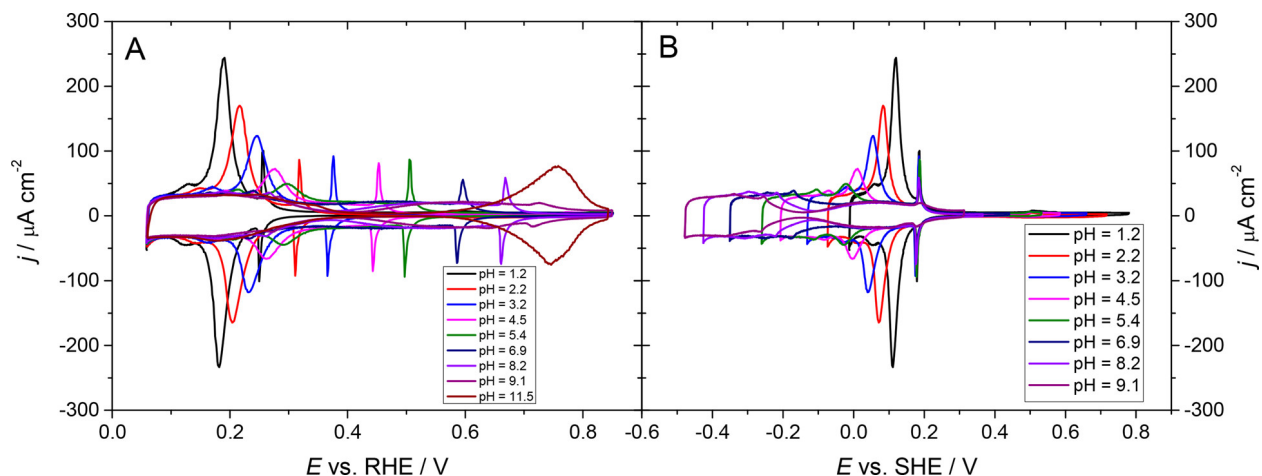 A
B
300
200
100
0
-100
-200
-300
j / μA cm⁻²
0.0
0.2
0.4
0.6
0.8
E vs. RHE / V
pH = 1.2
pH = 2.2
pH = 3.2
pH = 4.5
pH = 5.4
pH = 6.9
pH = 8.2
pH = 9.1
pH = 11.5
-0.6
-0.4
-0.2
0.0
0.2
0.4
0.6
0.8
E vs. SHE / V
pH = 1.2
pH = 2.2
pH = 3.2
pH = 4.5
pH = 5.4
pH = 6.9
pH = 8.2
pH = 9.1
300
200
100
0
-100
-200
-300
j / μA cm⁻²